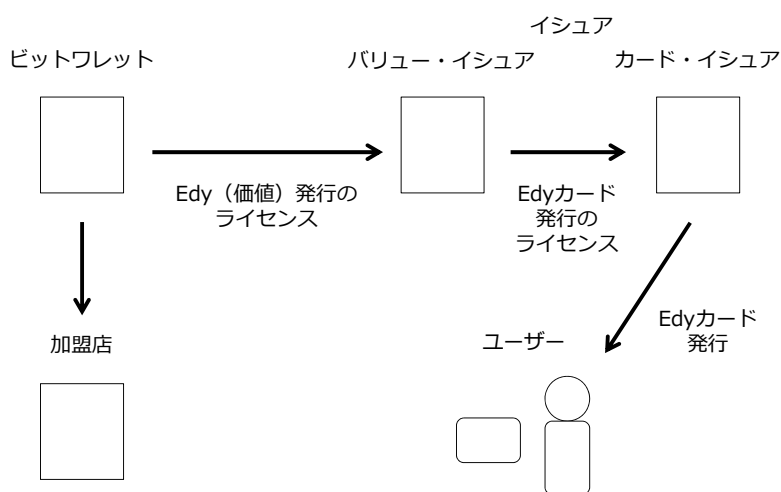 イシュア
ビットワレット
バリュー・イシュア
カード・イシュア
Edy（価値）発行の
ライセンス
Edyカード
発行の
ライセンス
加盟店
ユーザー
Edyカード
発行